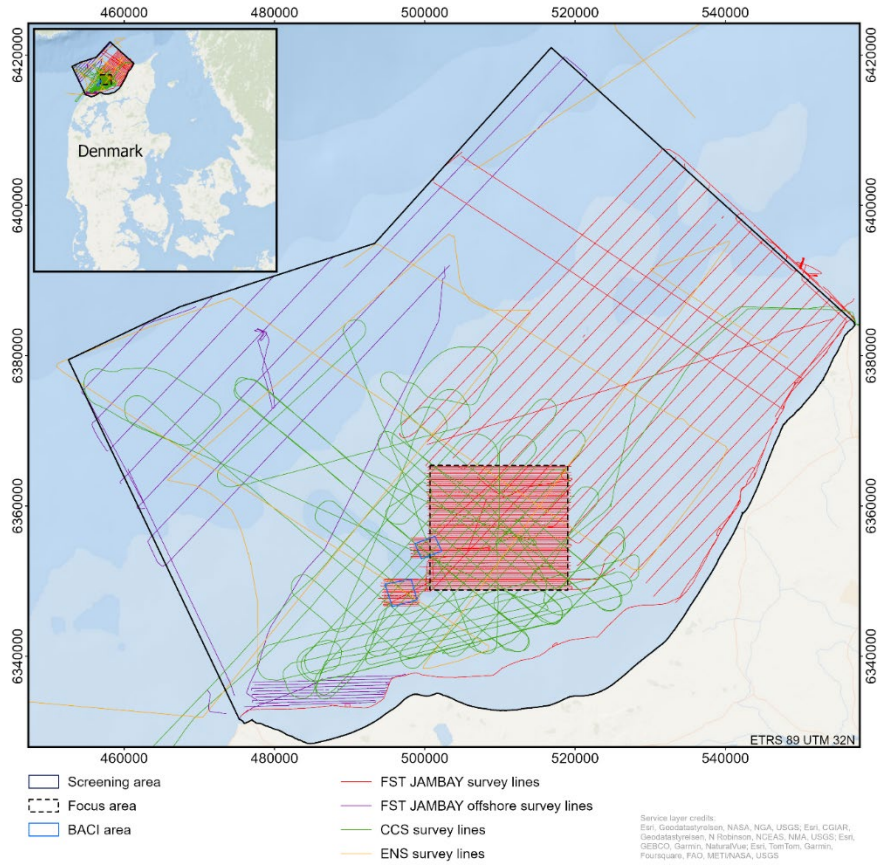 460000 480000 500000 520000 540000
6420000
6400000
6380000
6360000
6340000
6420000
6400000
6380000
6360000
6340000
Denmark
ETRS 89 UTM 32N
460000 480000 500000 520000 540000
Screening area
Focus area
BACI area
FST JAMBAY survey lines
FST JAMBAY offshore survey lines
CCS survey lines
ENS survey lines
Service layer credits:
Esri, Geodatastyrelsen, NASA, NGA, USGS; Esri, CGIAR,
Geodatastyrelsen, N Robinson, NCEAS, NMA, USGS; Esri,
GEBCO, Garmin, NaturalVue; Esri, TomTom, Garmin,
Foursquare, FAO, METI/NASA, USGS